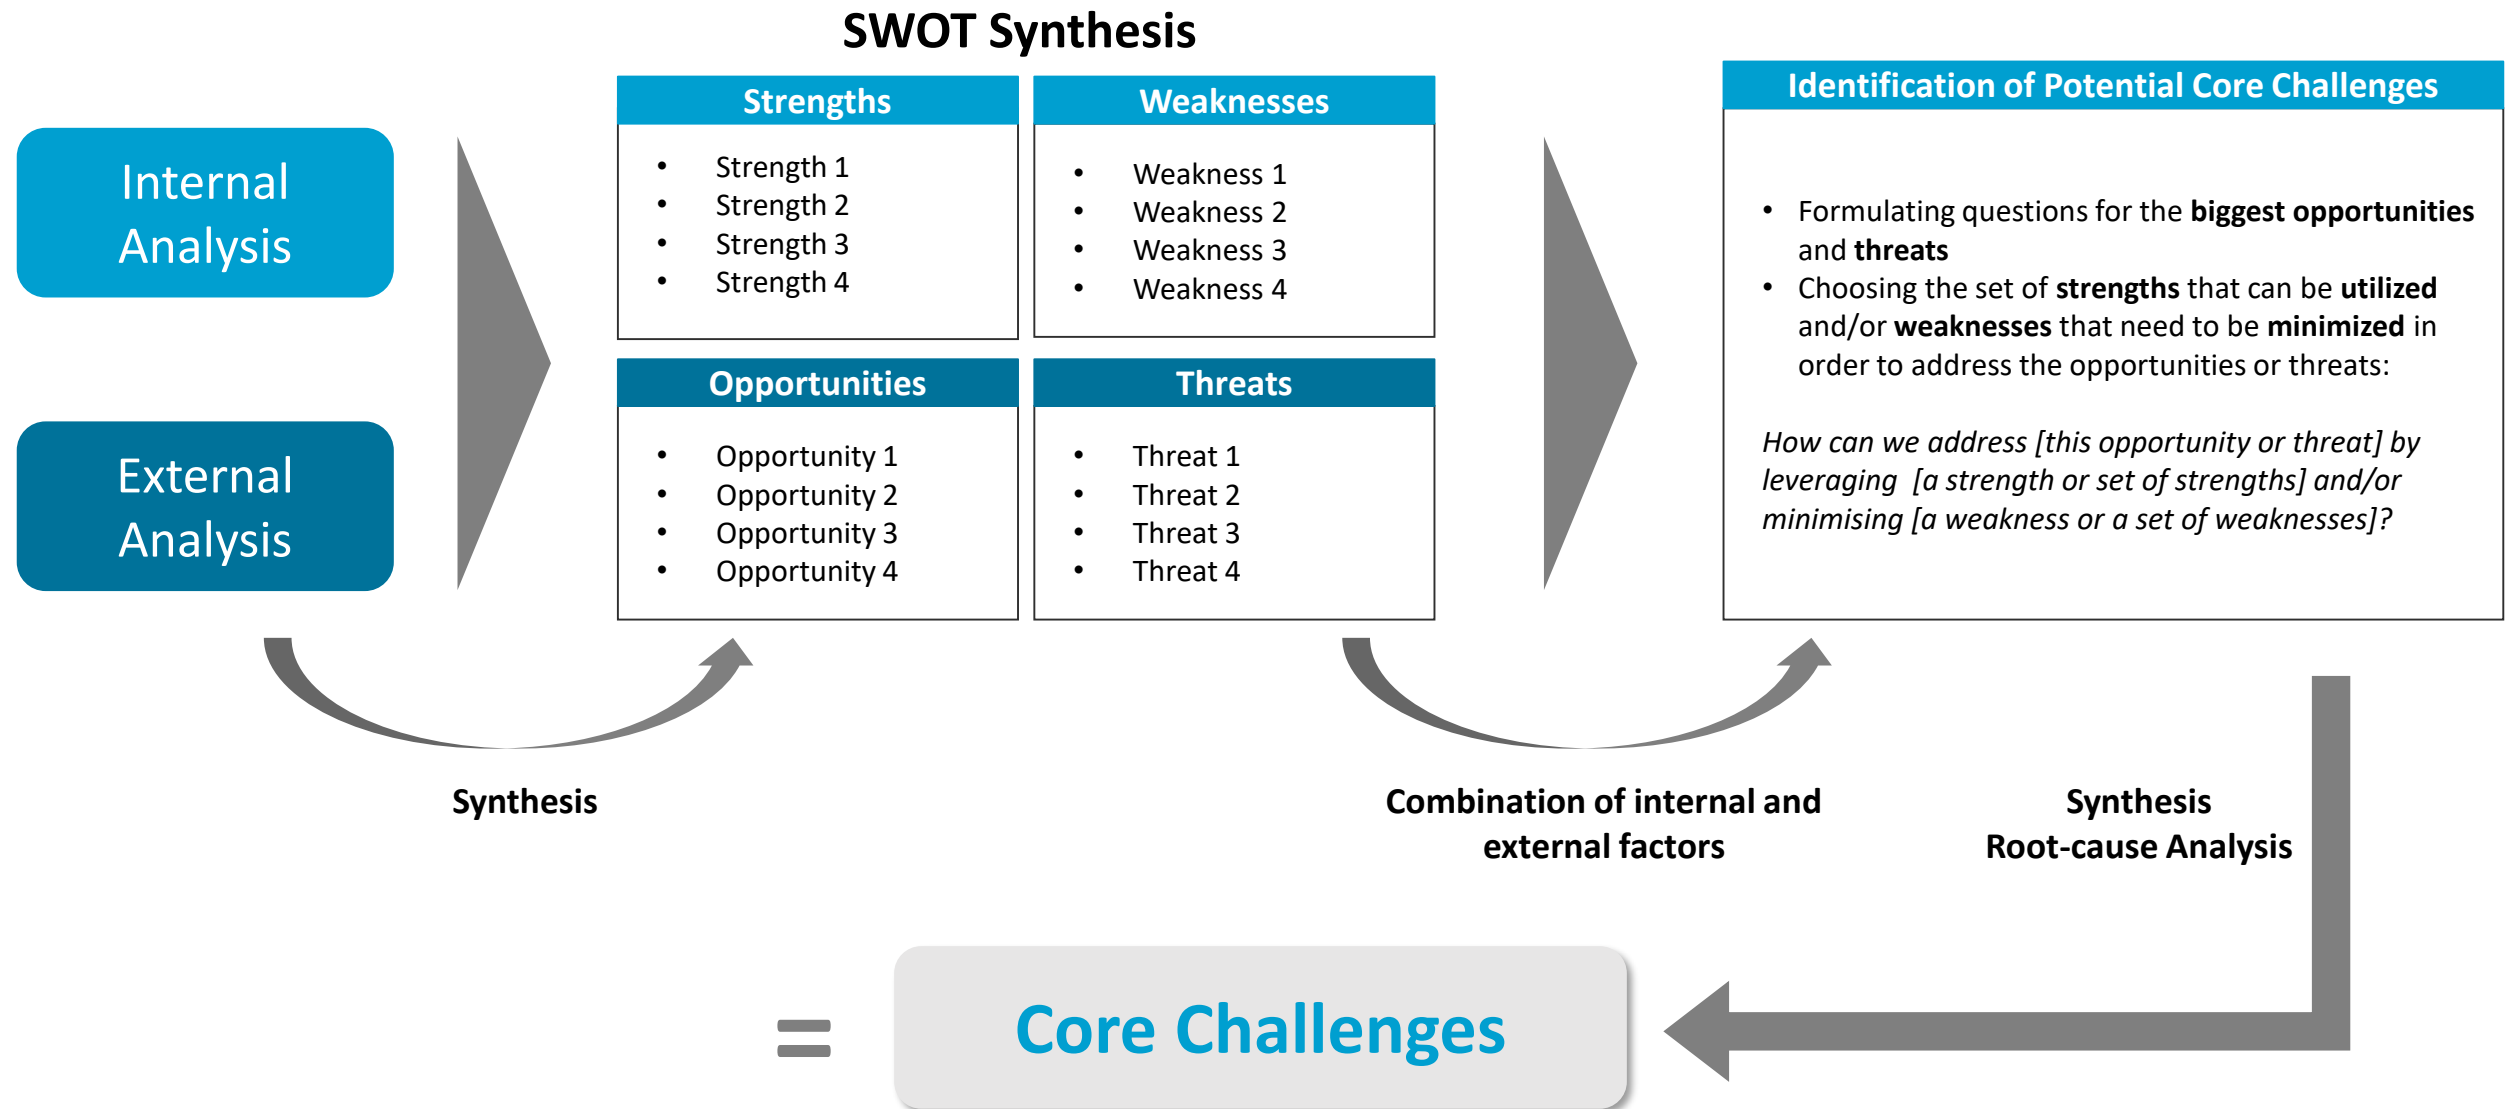 SWOT Synthesis
Internal
Analysis
External
Analysis
Strengths
• Strength 1
• Strength 2
• Strength 3
• Strength 4
Weaknesses
• Weakness 1
• Weakness 2
• Weakness 3
• Weakness 4
Opportunities
• Opportunity 1
• Opportunity 2
• Opportunity 3
• Opportunity 4
Threats
• Threat 1
• Threat 2
• Threat 3
• Threat 4
Identification of Potential Core Challenges
• Formulating questions for the biggest opportunities
and threats
• Choosing the set of strengths that can be utilized
and/or weaknesses that need to be minimized in
order to address the opportunities or threats:
How can we address [this opportunity or threat] by
leveraging [a strength or set of strengths] and/or
minimising [a weakness or a set of weaknesses]?
Synthesis
Combination of internal and
external factors
Synthesis
Root-cause Analysis
= Core Challenges